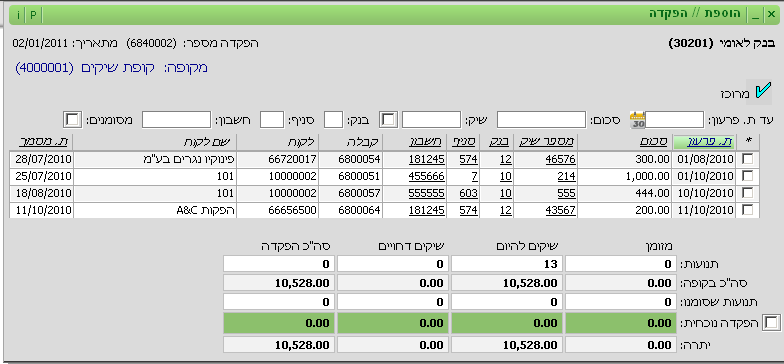 הוספת // הפקדה
i P
בנק לאומי (30201) הפקדה מספר: (6840002) מתאריך: 02/01/2011
מקופה: קופת שיקים (4000001)
מרוכז
עד ת. פרעון: סכום: שיק: בנק: סניף: חשבון: מסומנים:
* ת. פרעון סכום מספר שיק בנק סניף חשבון קבלה לקוח שם לקוח ת. מסמך
01/08/2010 300.00 46576 12 574 181245 6800054 66720017 פינוקיו נגרים בע"מ 28/07/2010
01/10/2010 1,000.00 214 10 7 455666 6800051 10000002 101 25/07/2010
10/10/2010 444.00 555 10 603 555555 6800057 10000002 101 18/08/2010
11/10/2010 200.00 43567 12 574 181245 6800064 66656500 הפקות A&C 11/10/2010
מזומן שיקים להיום שיקים דחויים סה"כ הפקדה
תנועות: 0 13 0 0
סה"כ בקופה: 0.00 10,528.00 0.00 10,528.00
תנועות שסומנו: 0 0 0 0
הפקדה נוכחית: 0.00 0.00 0.00 0.00
יתרה: 0.00 10,528.00 0.00 10,528.00